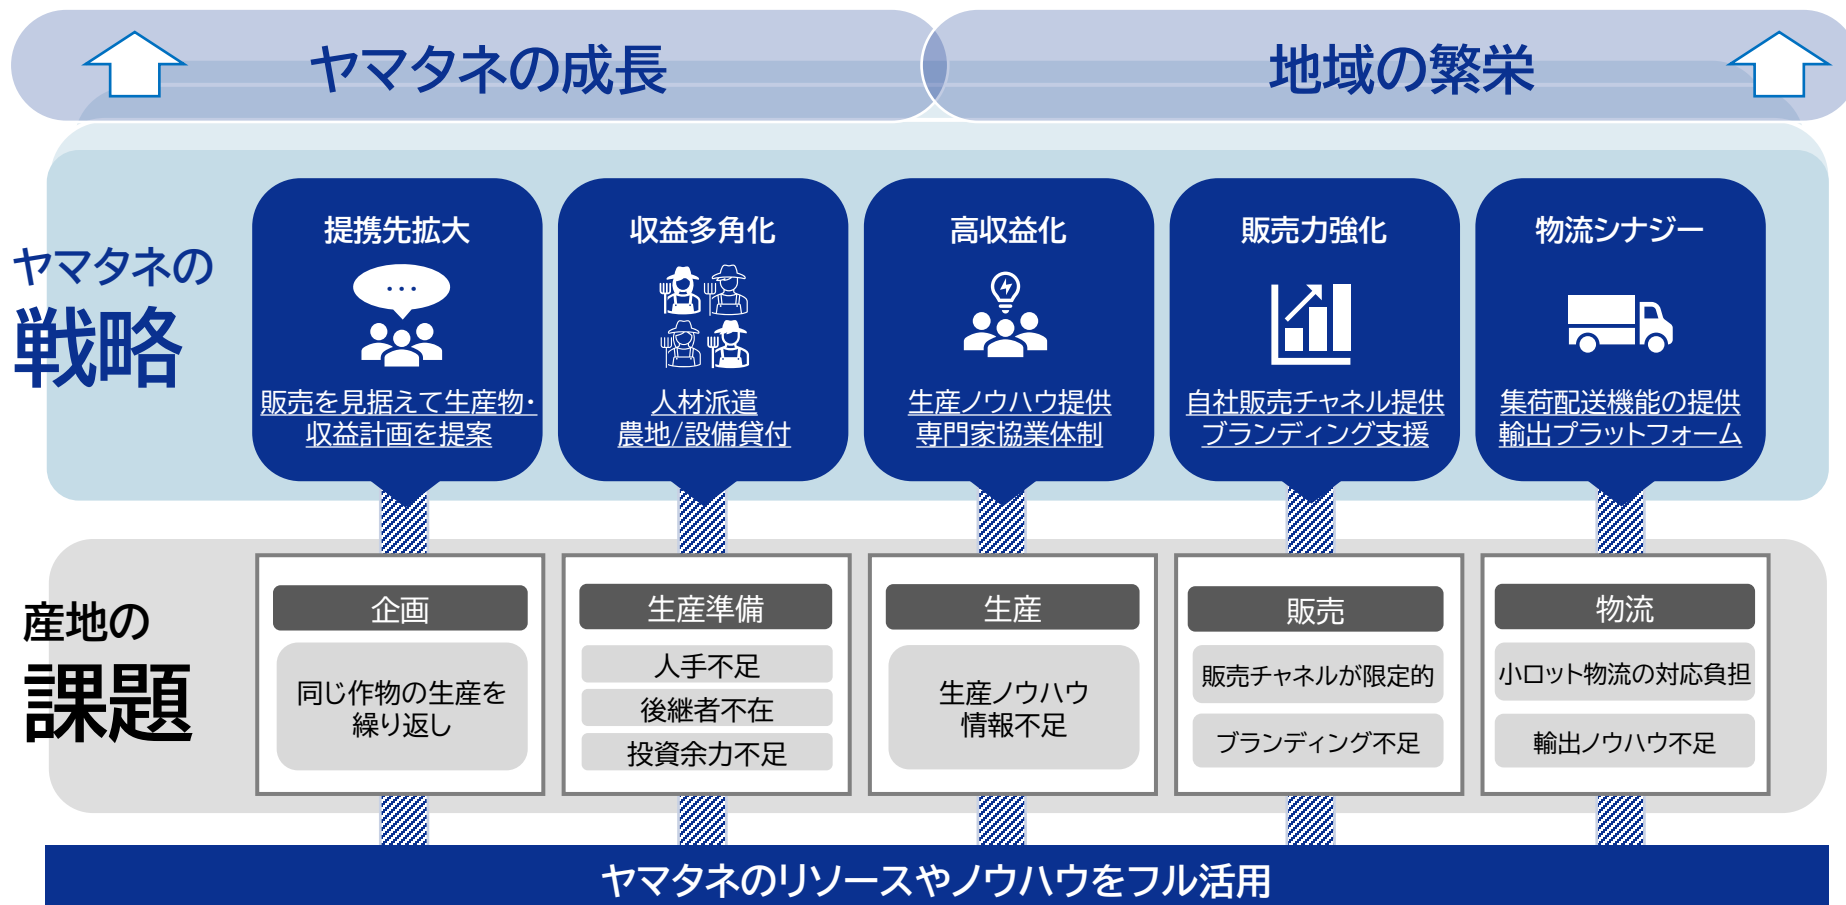 ヤマタネの成長
地域の繁栄
ヤマタネの
戦略
提携先拡大
販売を見据えて生産物・
収益計画を提案
収益多角化
人材派遣
農地/設備貸付
高収益化
生産ノウハウ提供
専門家協業体制
販売力強化
自社販売チャネル提供
ブランディング支援
物流シナジー
集荷配送機能の提供
輸出プラットフォーム
産地の
課題
企画
同じ作物の生産を
繰り返し
生産準備
人手不足
後継者不在
投資余力不足
生産
生産ノウハウ
情報不足
販売
販売チャネルが限定的
ブランディング不足
物流
小ロット物流の対応負担
輸出ノウハウ不足
ヤマタネのリソースやノウハウをフル活用